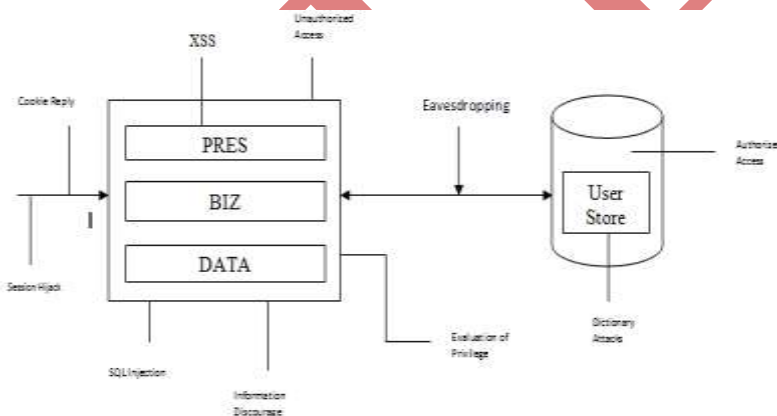 Unauthorized
Access
XSS
Cookie Reply
Eavesdropping
PRES
Authorize
Access
BIZ
User
Store
DATA
Session Hijack
Dictionary
Attacks
Evaluation of
Privilege
SQL Injection
Information
Discourage